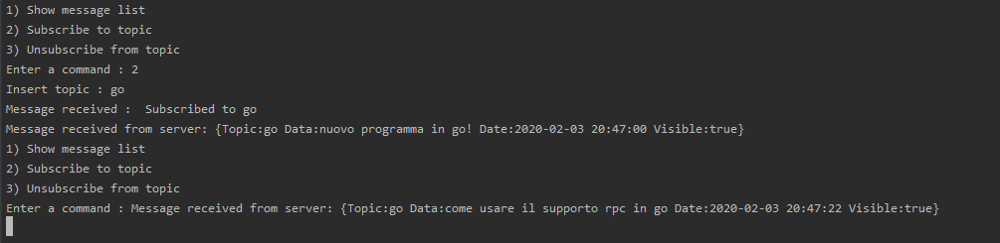 1) Show message list
2) Subscribe to topic
3) Unsubscribe from topic
Enter a command : 2
Insert topic : go
Message received :  Subscribed to go
Message received from server: {Topic:go Data:nuovo programma in go! Date:2020-02-03 20:47:00 Visible:true}
1) Show message list
2) Subscribe to topic
3) Unsubscribe from topic
Enter a command : Message received from server: {Topic:go Data:come usare il supporto rpc in go Date:2020-02-03 20:47:22 Visible:true}